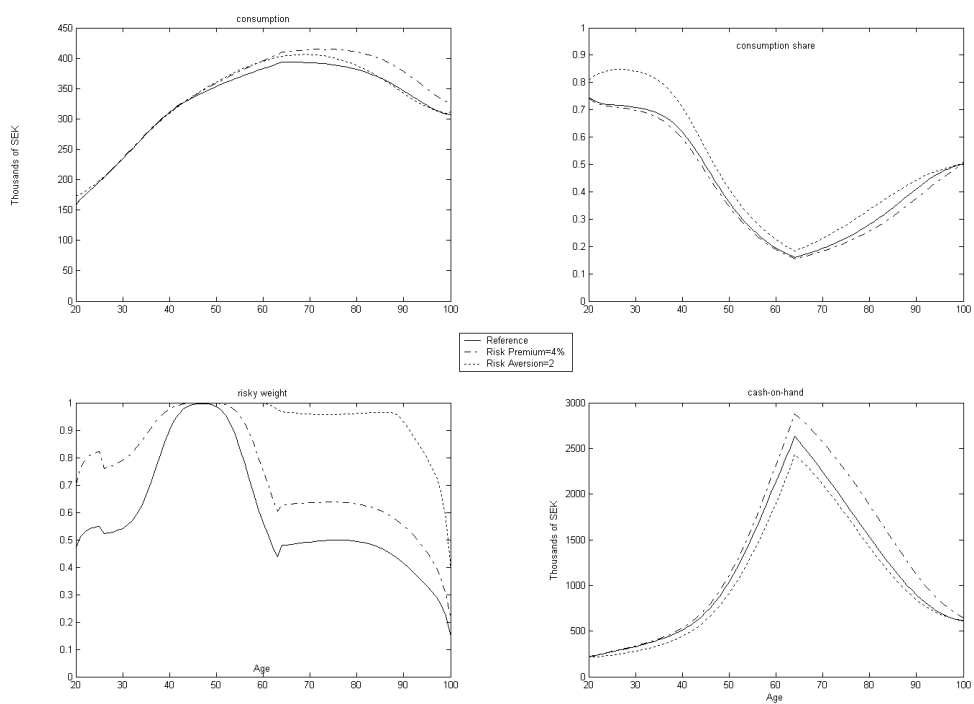 consumption
450
400
350
300
250
200
150
100
50
0
Thousands of SEK
20 30 40 50 60 70 80 90 100
consumption share
1
0.9
0.8
0.7
0.6
0.5
0.4
0.3
0.2
0.1
0
20 30 40 50 60 70 80 90 100
Reference
Risk Premium=4%
Risk Aversion=2
risky weight
1
0.9
0.8
0.7
0.6
0.5
0.4
0.3
0.2
0.1
0
Age
20 30 40 50 60 70 80 90 100
cash-on-hand
3000
2500
2000
1500
1000
500
0
Thousands of SEK
20 30 40 50 60 70 80 90 100
Age